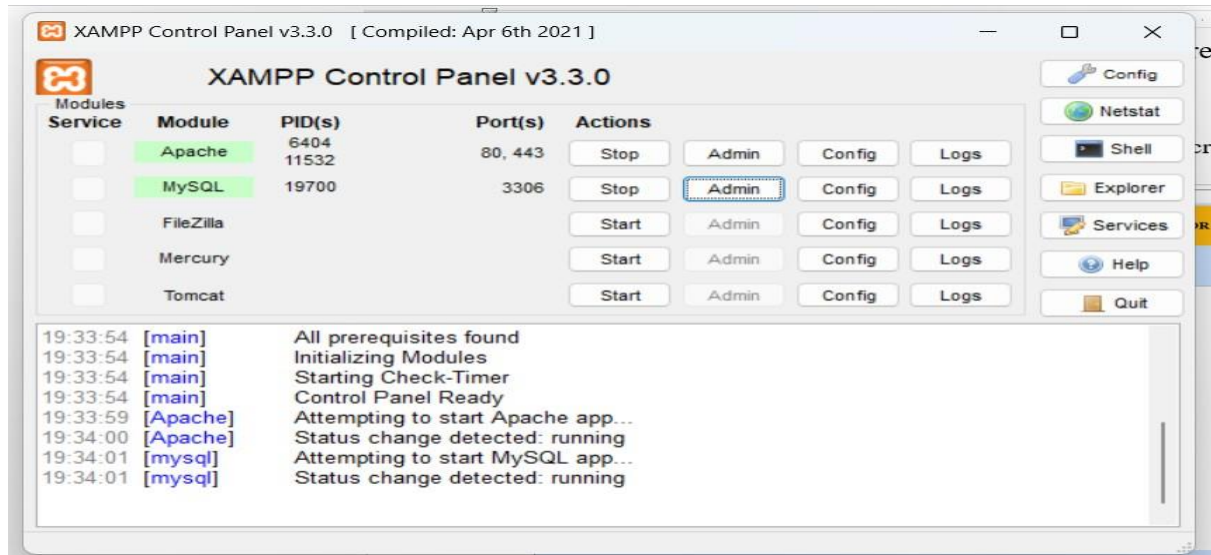 XAMPP Control Panel v3.3.0 [ Compiled: Apr 6th 2021 ]
XAMPP Control Panel v3.3.0
Config
Modules
Service Module PID(s) Port(s) Actions
Netstat
Apache 6404 11532 80, 443 Stop Admin Config Logs
Shell
MySQL 19700 3306 Stop Admin Config Logs
Explorer
FileZilla Start Admin Config Logs
Services
Mercury Start Admin Config Logs
Help
Tomcat Start Admin Config Logs
Quit
19:33:54 [main] All prerequisites found
19:33:54 [main] Initializing Modules
19:33:54 [main] Starting Check-Timer
19:33:54 [main] Control Panel Ready
19:33:59 [Apache] Attempting to start Apache app...
19:34:00 [Apache] Status change detected: running
19:34:01 [mysql] Attempting to start MySQL app...
19:34:01 [mysql] Status change detected: running